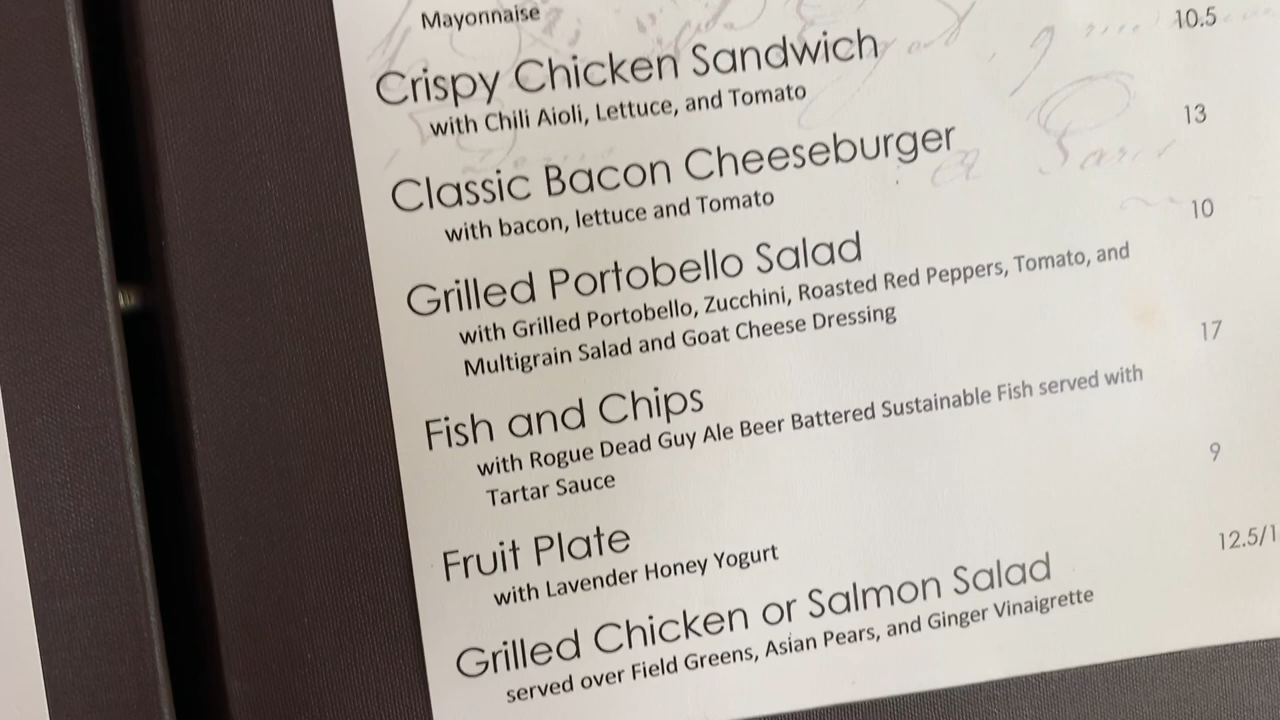 Mayonnaise
Crispy Chicken Sandwich 10.5
with Chili Aioli, Lettuce, and Tomato
Classic Bacon Cheeseburger 13
with bacon, lettuce and Tomato
Grilled Portobello Salad 10
with Grilled Portobello, Zucchini, Roasted Red Peppers, Tomato, and
Multigrain Salad and Goat Cheese Dressing
Fish and Chips 17
with Rogue Dead Guy Ale Beer Battered Sustainable Fish served with
Tartar Sauce
Fruit Plate 9
with Lavender Honey Yogurt
Grilled Chicken or Salmon Salad 12.5/1
served over Field Greens, Asian Pears, and Ginger Vinaigrette